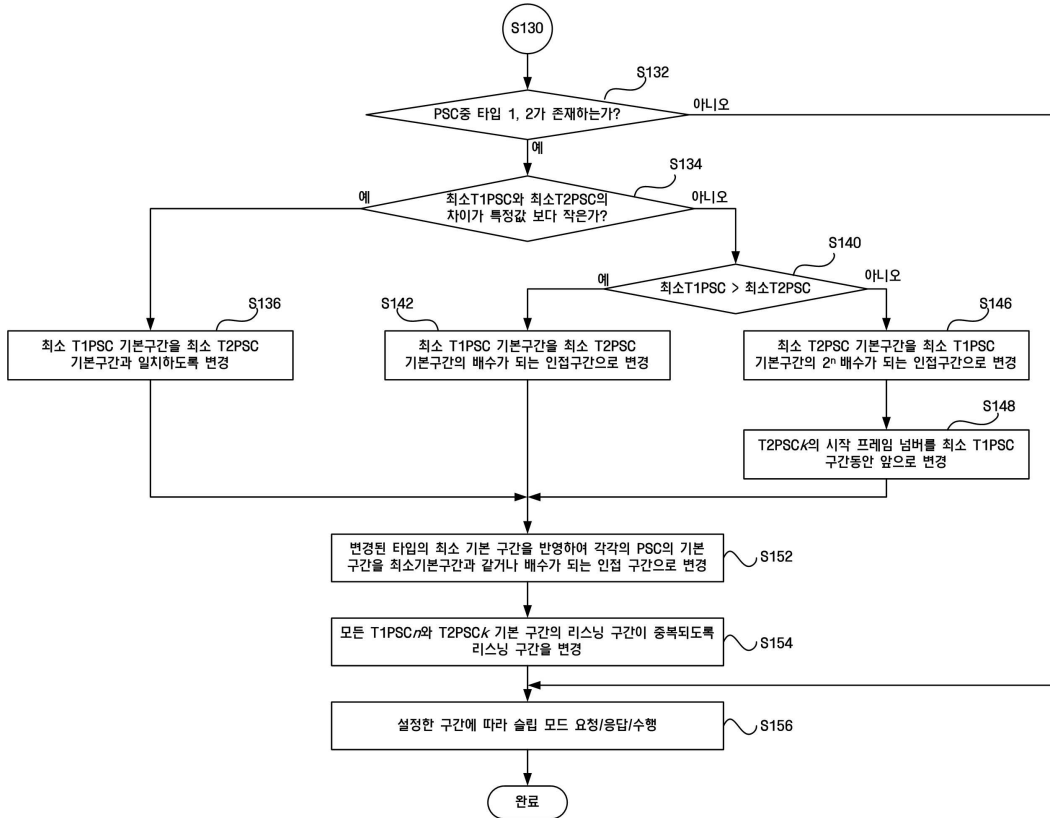 S130
S132
PSC중 타입 1, 2가 존재하는가?
아니오
예
S134
예
최소T1PSC와 최소T2PSC의
차이가 특정값 보다 작은가?
아니오
S140
예
최소T1PSC > 최소T2PSC
아니오
S136
S142
S146
최소 T1PSC 기본구간을 최소 T2PSC
기본구간과 일치하도록 변경
최소 T1PSC 기본구간을 최소 T2PSC
기본구간의 배수가 되는 인접구간으로 변경
최소 T2PSC 기본구간을 최소 T1PSC
기본구간의 2ⁿ 배수가 되는 인접구간으로 변경
S148
T2PSCk의 시작 프레임 넘버를 최소 T1PSC
구간동안 앞으로 변경
변경된 타입의 최소 기본 구간을 반영하여 각각의 PSC의 기본
구간을 최소기본구간과 같거나 배수가 되는 인접 구간으로 변경
S152
모든 T1PSCn와 T2PSCk 기본 구간의 리스닝 구간이 중복되도록
리스닝 구간을 변경
S154
설정한 구간에 따라 슬립 모드 요청/응답/수행
S156
완료